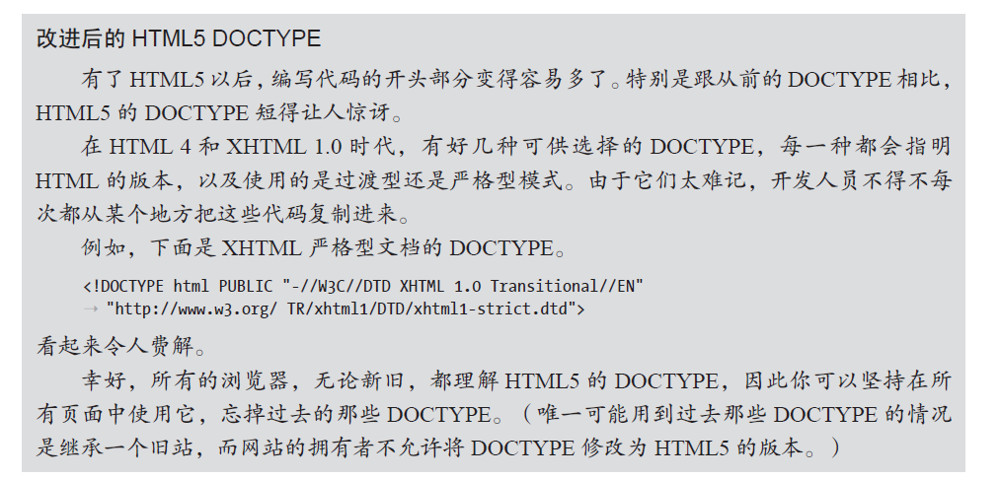 改进后的 HTML5 DOCTYPE
有了 HTML5 以后，编写代码的开头部分变得容易多了。特别是跟从前的 DOCTYPE 相比，
HTML5 的 DOCTYPE 短得让人惊讶。
在 HTML 4 和 XHTML 1.0 时代，有好几种可供选择的 DOCTYPE，每一种都会指明
HTML 的版本，以及使用的是过渡型还是严格型模式。由于它们太难记，开发人员不得不每
次都从某个地方把这些代码复制进来。
例如，下面是 XHTML 严格型文档的 DOCTYPE。
<!DOCTYPE html PUBLIC "-//W3C//DTD XHTML 1.0 Transitional//EN"
→ "http://www.w3.org/ TR/xhtml1/DTD/xhtml1-strict.dtd">
看起来令人费解。
幸好，所有的浏览器，无论新旧，都理解 HTML5 的 DOCTYPE，因此你可以坚持在所
有页面中使用它，忘掉过去的那些 DOCTYPE。（唯一可能用到过去那些 DOCTYPE 的情况
是继承一个旧站，而网站的拥有者不允许将 DOCTYPE 修改为 HTML5 的版本。）